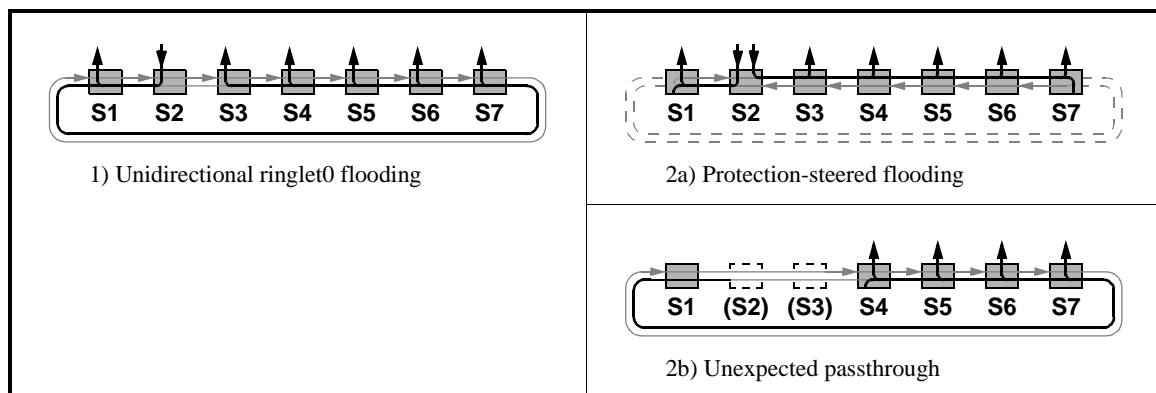 S1 S2 S3 S4 S5 S6 S7
1) Unidirectional ringlet0 flooding
S1 S2 S3 S4 S5 S6 S7
2a) Protection-steered flooding
S1 (S2) (S3) S4 S5 S6 S7
2b) Unexpected passthrough